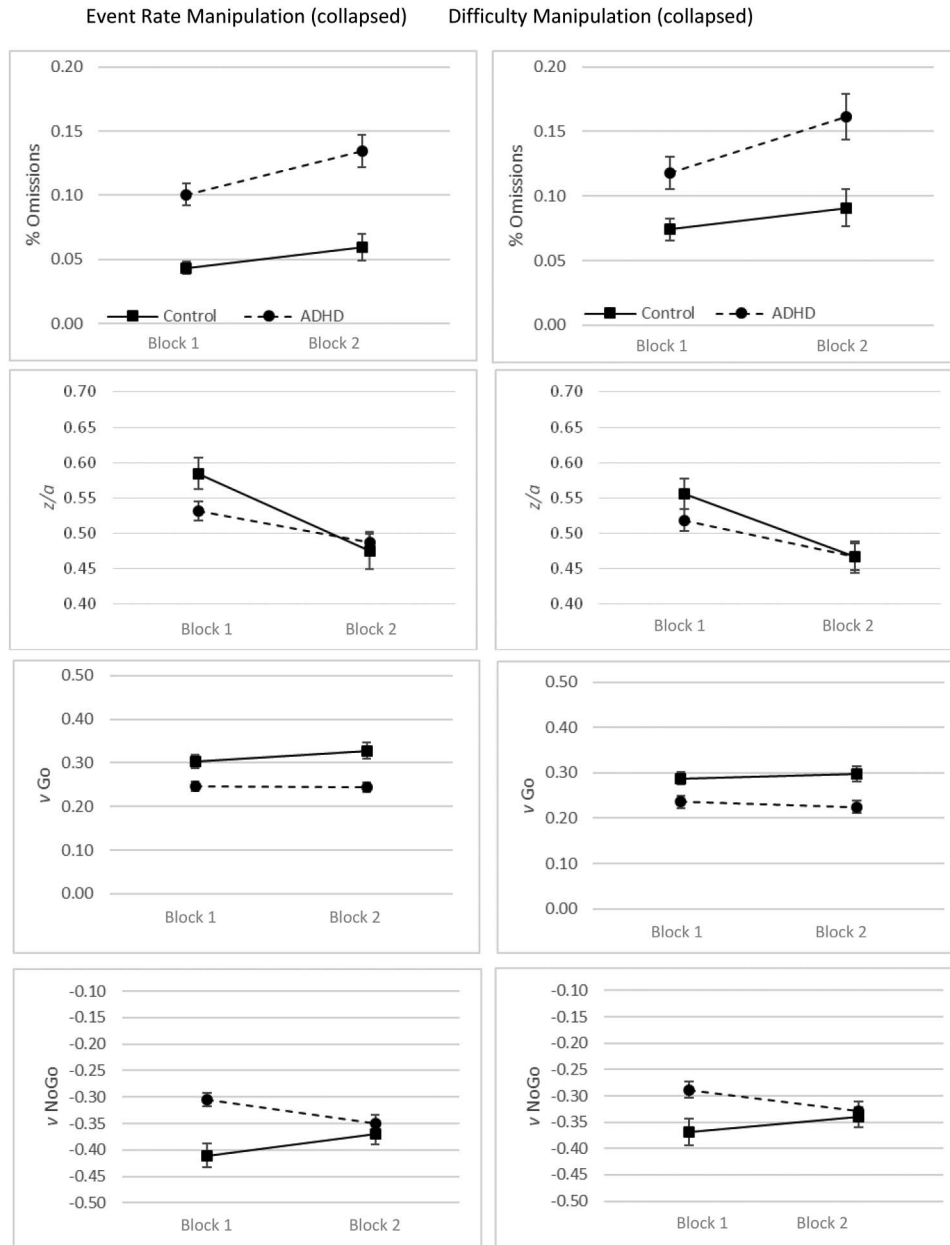 Event Rate Manipulation (collapsed)
Difficulty Manipulation (collapsed)
% Omissions
0.20
0.15
0.10
0.05
0.00
Control
ADHD
Block 1
Block 2
% Omissions
0.20
0.15
0.10
0.05
0.00
Control
ADHD
Block 1
Block 2
z/a
0.70
0.65
0.60
0.55
0.50
0.45
0.40
Block 1
Block 2
z/a
0.70
0.65
0.60
0.55
0.50
0.45
0.40
Block 1
Block 2
v Go
0.50
0.40
0.30
0.20
0.10
0.00
Block 1
Block 2
v Go
0.50
0.40
0.30
0.20
0.10
0.00
Block 1
Block 2
v NoGo
-0.10
-0.15
-0.20
-0.25
-0.30
-0.35
-0.40
-0.45
-0.50
Block 1
Block 2
v NoGo
-0.10
-0.15
-0.20
-0.25
-0.30
-0.35
-0.40
-0.45
-0.50
Block 1
Block 2